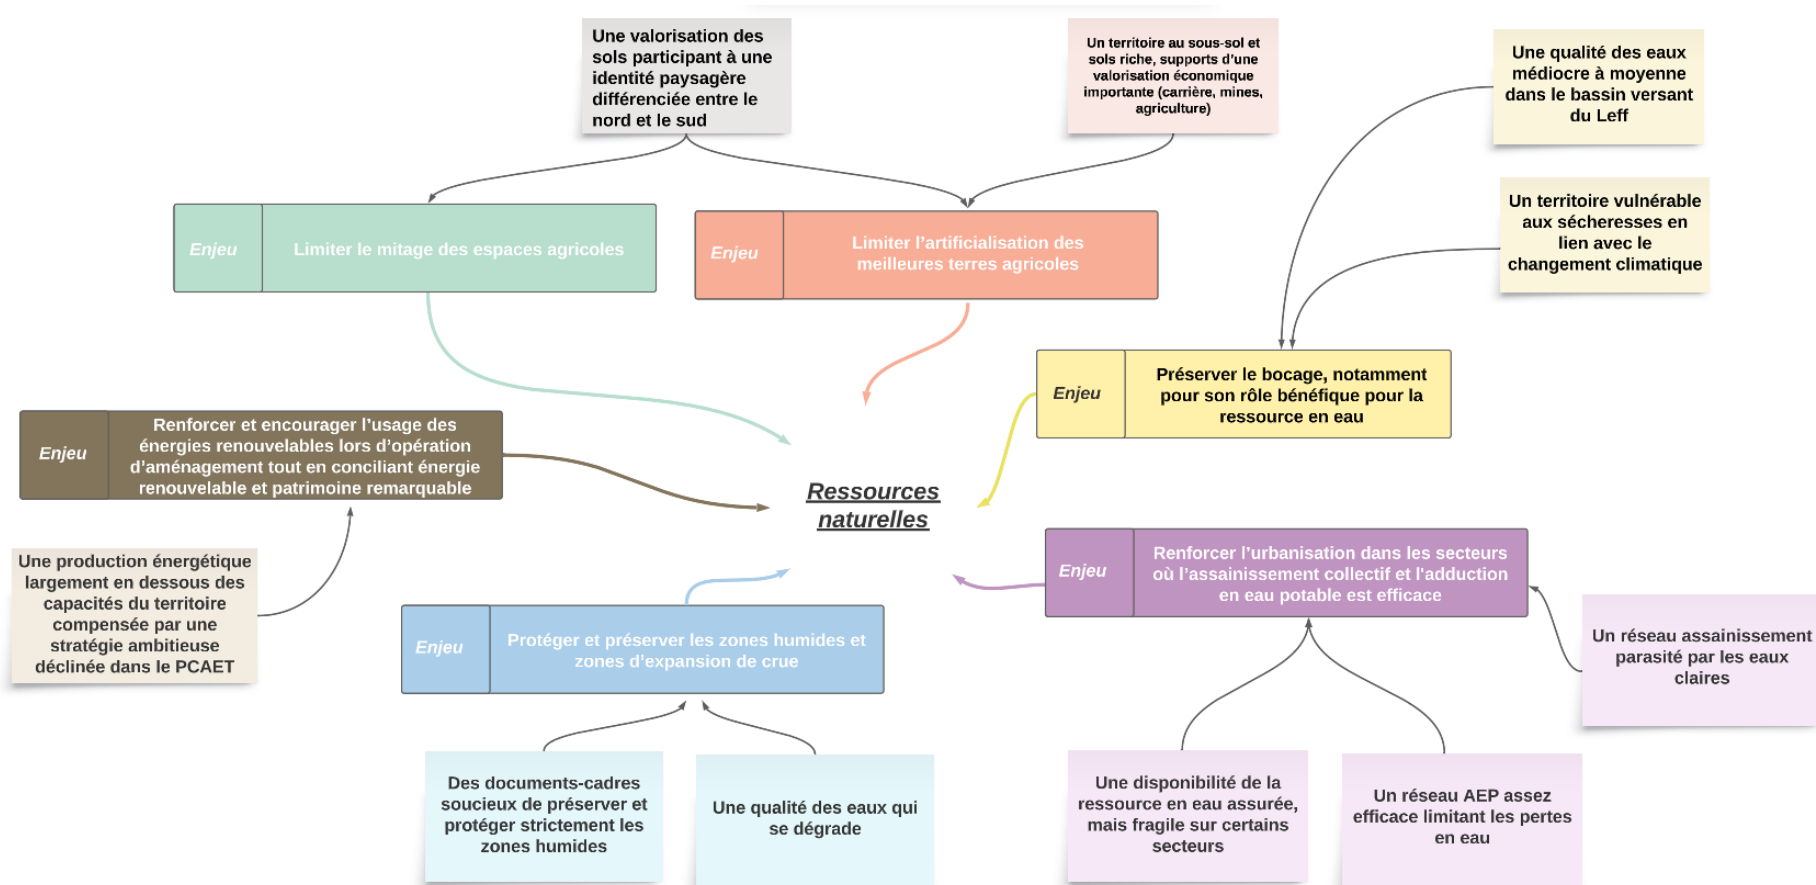 Une valorisation des
sols participant à une
identité paysagère
différenciée entre le
nord et le sud
Un territoire au sous-sol et
sols riche, supports d'une
valorisation économique
importante (carrière, mines,
agriculture)
Une qualité des eaux
médiocre à moyenne
dans le bassin versant
du Leff
Un territoire vulnérable
aux sécheresses en
lien avec le
changement climatique
Enjeu
Limiter le mitage des espaces agricoles
Enjeu
Limiter l'artificialisation des
meilleures terres agricoles
Enjeu
Préserver le bocage, notamment
pour son rôle bénéfique pour la
ressource en eau
Enjeu
Renforcer et encourager l'usage des
énergies renouvelables lors d'opération
d'aménagement tout en conciliant énergie
renouvelable et patrimoine remarquable
Ressources
naturelles
Une production énergétique
largement en dessous des
capacités du territoire
compensée par une
stratégie ambitieuse
déclinée dans le PCAET
Enjeu
Renforcer l'urbanisation dans les secteurs
où l'assainissement collectif et l'adduction
en eau potable est efficace
Enjeu
Protéger et préserver les zones humides et
zones d'expansion de crue
Un réseau assainissement
parasité par les eaux
claires
Des documents-cadres
soucieux de préserver et
protéger strictement les
zones humides
Une qualité des eaux qui
se dégrade
Une disponibilité de la
ressource en eau assurée,
mais fragile sur certains
secteurs
Un réseau AEP assez
efficace limitant les pertes
en eau